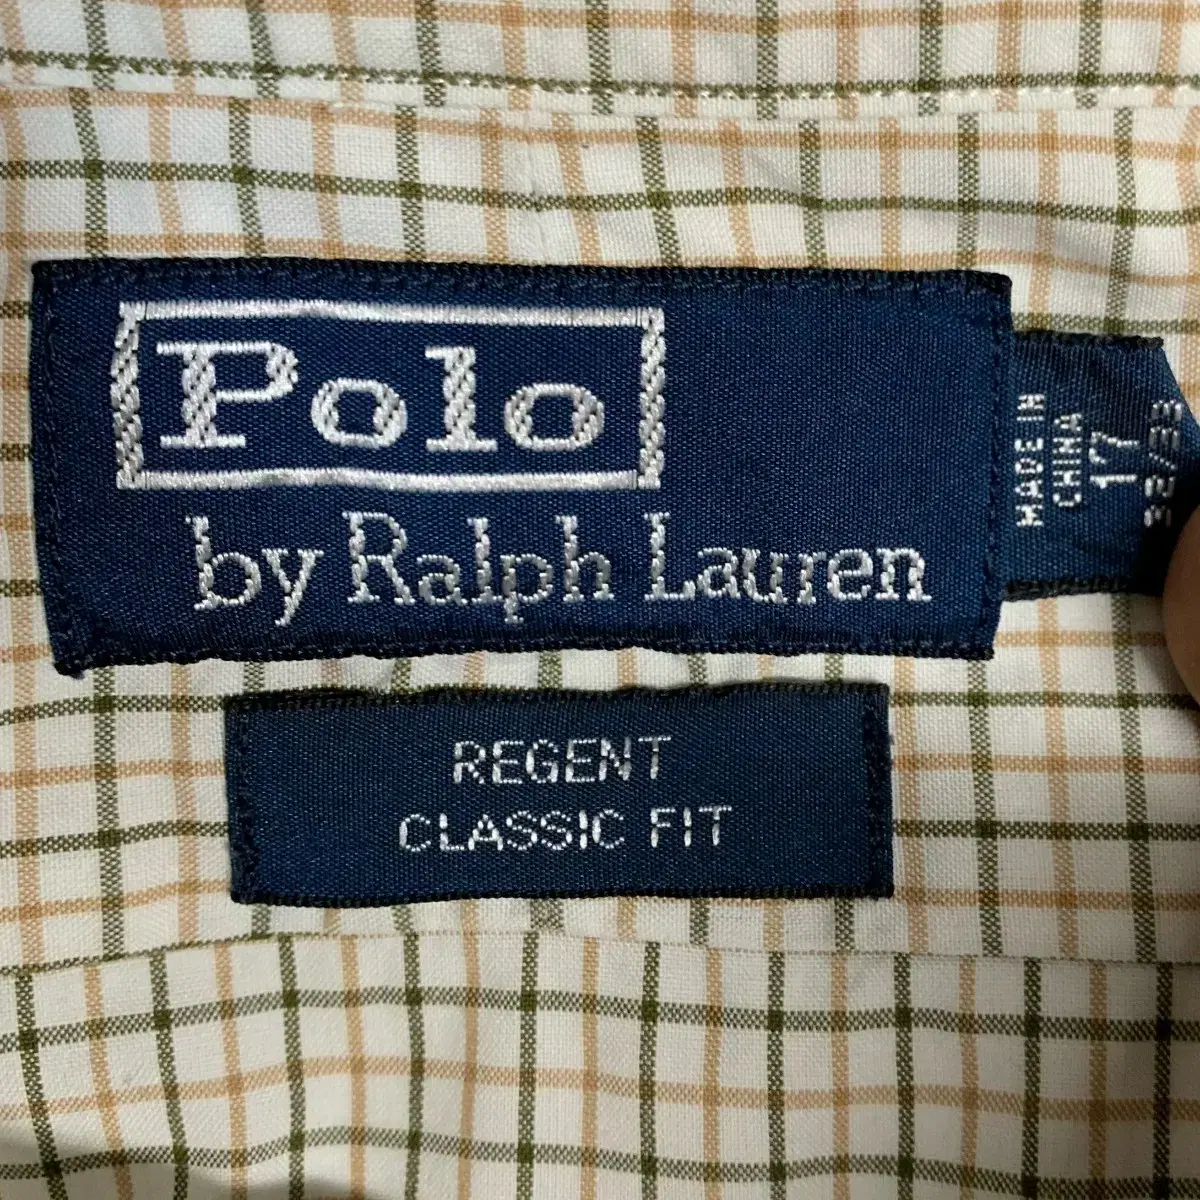 Polo
by Ralph Lauren
MADE IN
CHINA
17
32/33
REGENT
CLASSIC FIT